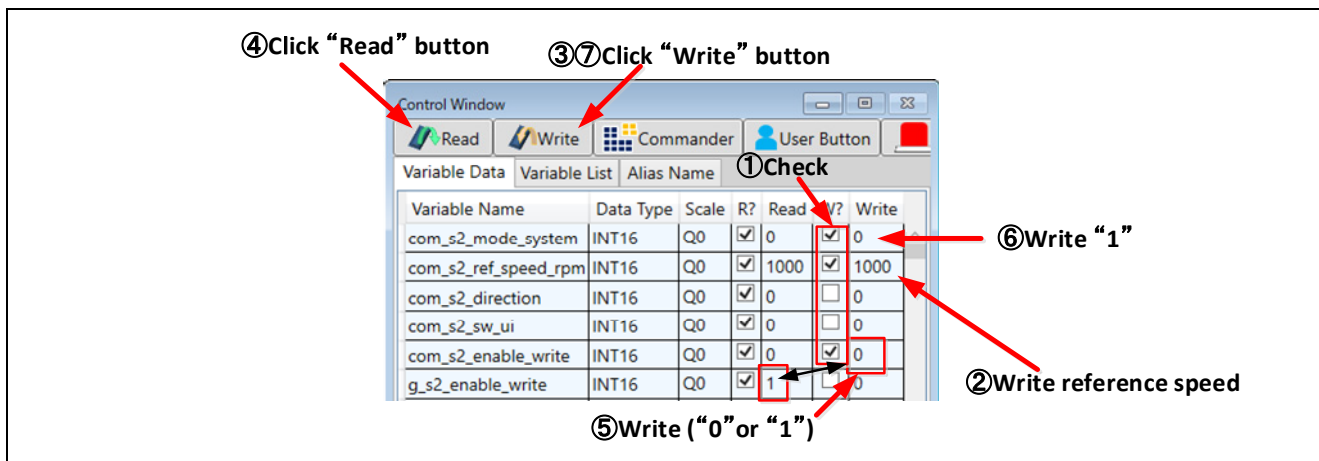 ④Click “Read” button
③⑦Click “Write” button
Control Window
Read Write Commander User Button
Variable Data Variable List Alias Name
①Check
Variable Name Data Type Scale R? Read W? Write
com_s2_mode_system INT16 Q0 0 0
⑥Write “1”
com_s2_ref_speed_rpm INT16 Q0 1000 1000
com_s2_direction INT16 Q0 0 0
com_s2_sw_ui INT16 Q0 0 0
com_s2_enable_write INT16 Q0 0 0
g_s2_enable_write INT16 Q0 1 0
②Write reference speed
⑤Write (“0”or “1”)